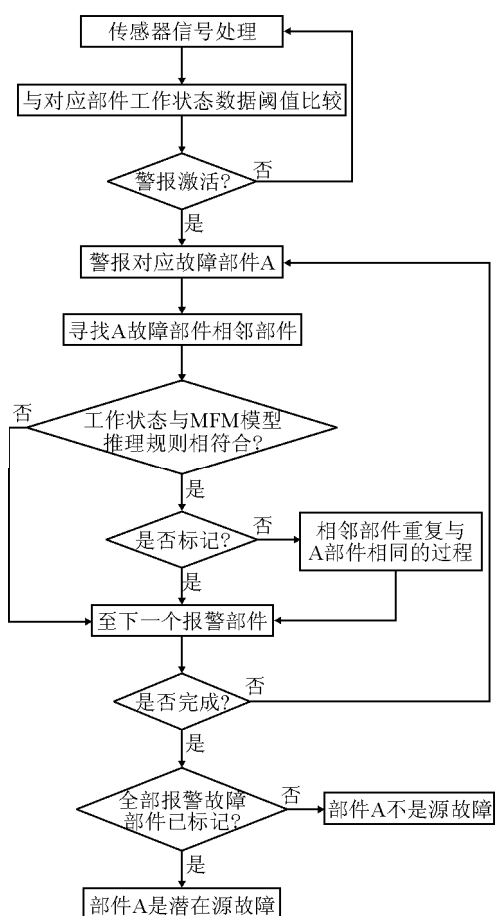 传感器信号处理
与对应部件工作状态数据阈值比较
警报激活?
否
是
警报对应故障部件A
寻找A故障部件相邻部件
否
工作状态与MFM模型
推理规则相符合?
是
是否标记?
否
相邻部件重复与
A部件相同的过程
是
至下一个报警部件
是否完成?
否
是
全部报警故障
部件已标记?
否
部件A不是源故障
是
部件A是潜在源故障